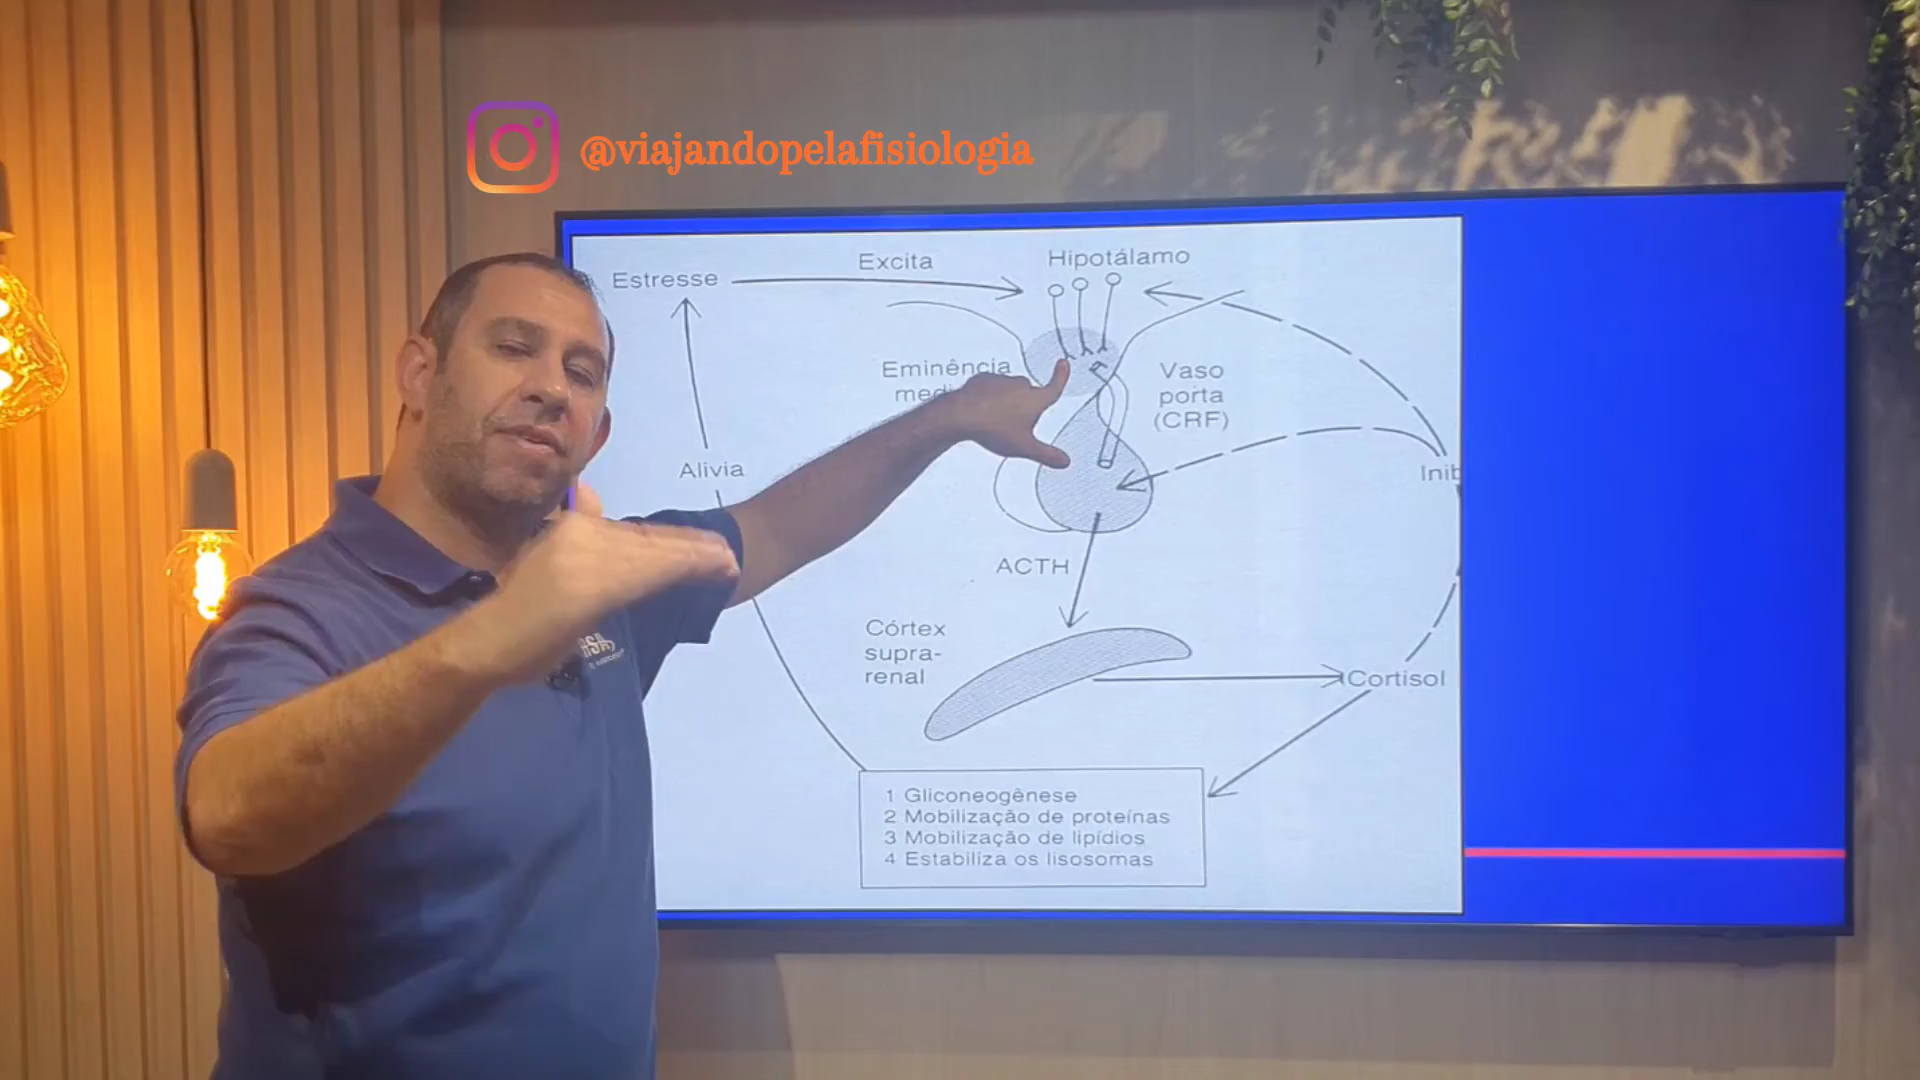 @viajandopelafisiologia
Estresse
Excita
Hipotálamo
Eminência
Vaso
porta
(CRF)
Alivia
ACTH
Córtex
supra-
renal
Cortisol
1 Gliconeogênese
2 Mobilização de proteínas
3 Mobilização de lipídios
4 Estabiliza os lisosomas